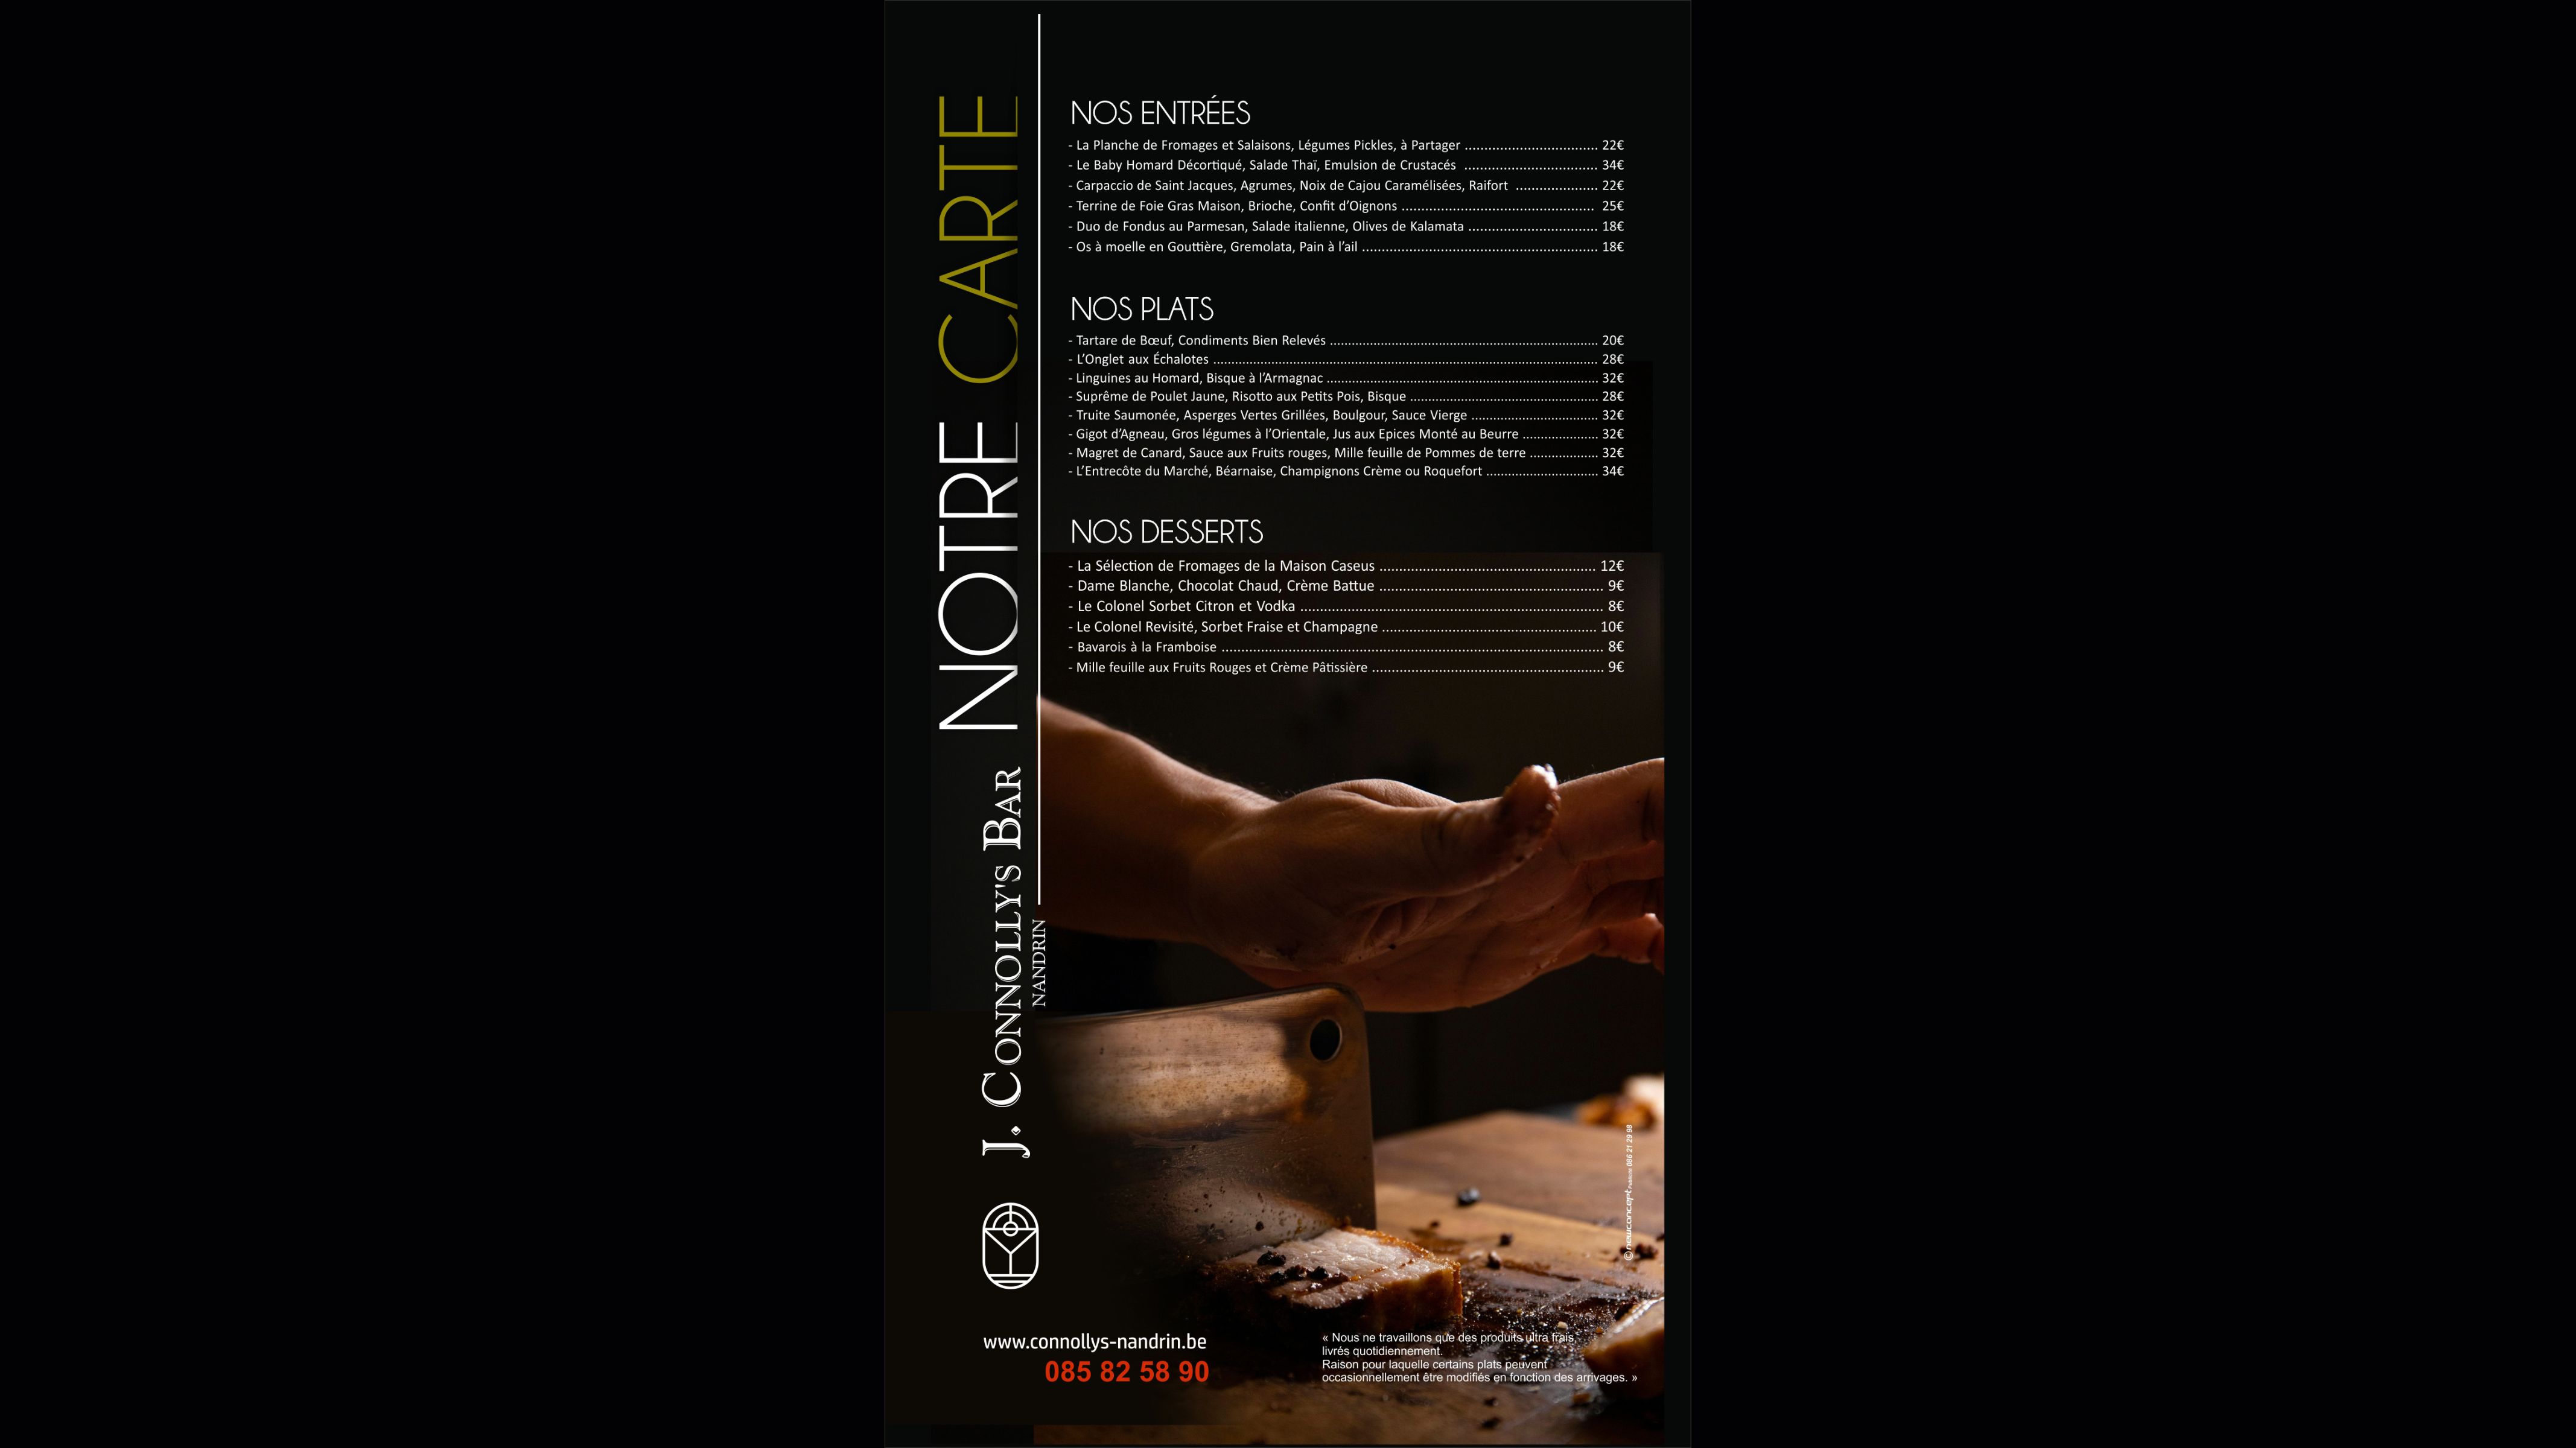 NOTRE CARTE
J. CONNOLLY'S BAR
NANDRIN
NOS ENTRÉES
- La Planche de Fromages et Salaisons, Légumes Pickles, à Partager .................................. 22€
- Le Baby Homard Décortiqué, Salade Thaï, Emulsion de Crustacés .................................. 34€
- Carpaccio de Saint Jacques, Agrumes, Noix de Cajou Caramélisées, Raifort ..................... 22€
- Terrine de Foie Gras Maison, Brioche, Confit d’Oignons ................................................. 25€
- Duo de Fondus au Parmesan, Salade italienne, Olives de Kalamata ................................. 18€
- Os à moelle en Gouttière, Gremolata, Pain à l’ail ............................................................ 18€
NOS PLATS
- Tartare de Bœuf, Condiments Bien Relevés ...................................................................... 20€
- L’Onglet aux Échalotes ..................................................................................................... 28€
- Linguines au Homard, Bisque à l’Armagnac ....................................................................... 32€
- Suprême de Poulet Jaune, Risotto aux Petits Pois, Bisque .................................................. 28€
- Truite Saumonée, Asperges Vertes Grillées, Boulgour, Sauce Vierge .................................. 32€
- Gigot d’Agneau, Gros légumes à l’Orientale, Jus aux Epices Monté au Beurre .................... 32€
- Magret de Canard, Sauce aux Fruits rouges, Mille feuille de Pommes de terre .................. 32€
- L’Entrecôte du Marché, Béarnaise, Champignons Crème ou Roquefort .............................. 34€
NOS DESSERTS
- La Sélection de Fromages de la Maison Caseus ....................................................... 12€
- Dame Blanche, Chocolat Chaud, Crème Battue ......................................................... 9€
- Le Colonel Sorbet Citron et Vodka ............................................................................. 8€
- Le Colonel Revisité, Sorbet Fraise et Champagne ...................................................... 10€
- Bavarois à la Framboise ................................................................................................. 8€
- Mille feuille aux Fruits Rouges et Crème Pâtissière ........................................................... 9€
© newconcept Publicité 085 21 29 98
www.connollys-nandrin.be
085 82 58 90
« Nous ne travaillons que des produits ultra frais,
livrés quotidiennement.
Raison pour laquelle certains plats peuvent
occasionnellement être modifiés en fonction des arrivages. »